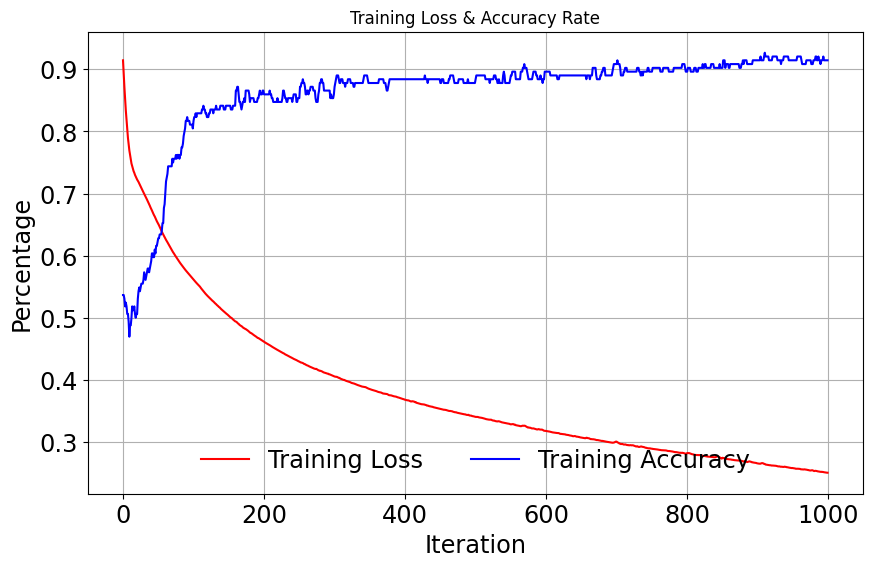 Training Loss & Accuracy Rate
0.9
0.8
0.7
0.6
0.5
0.4
0.3
Percentage
Training Loss
Training Accuracy
0 200 400 600 800 1000
Iteration